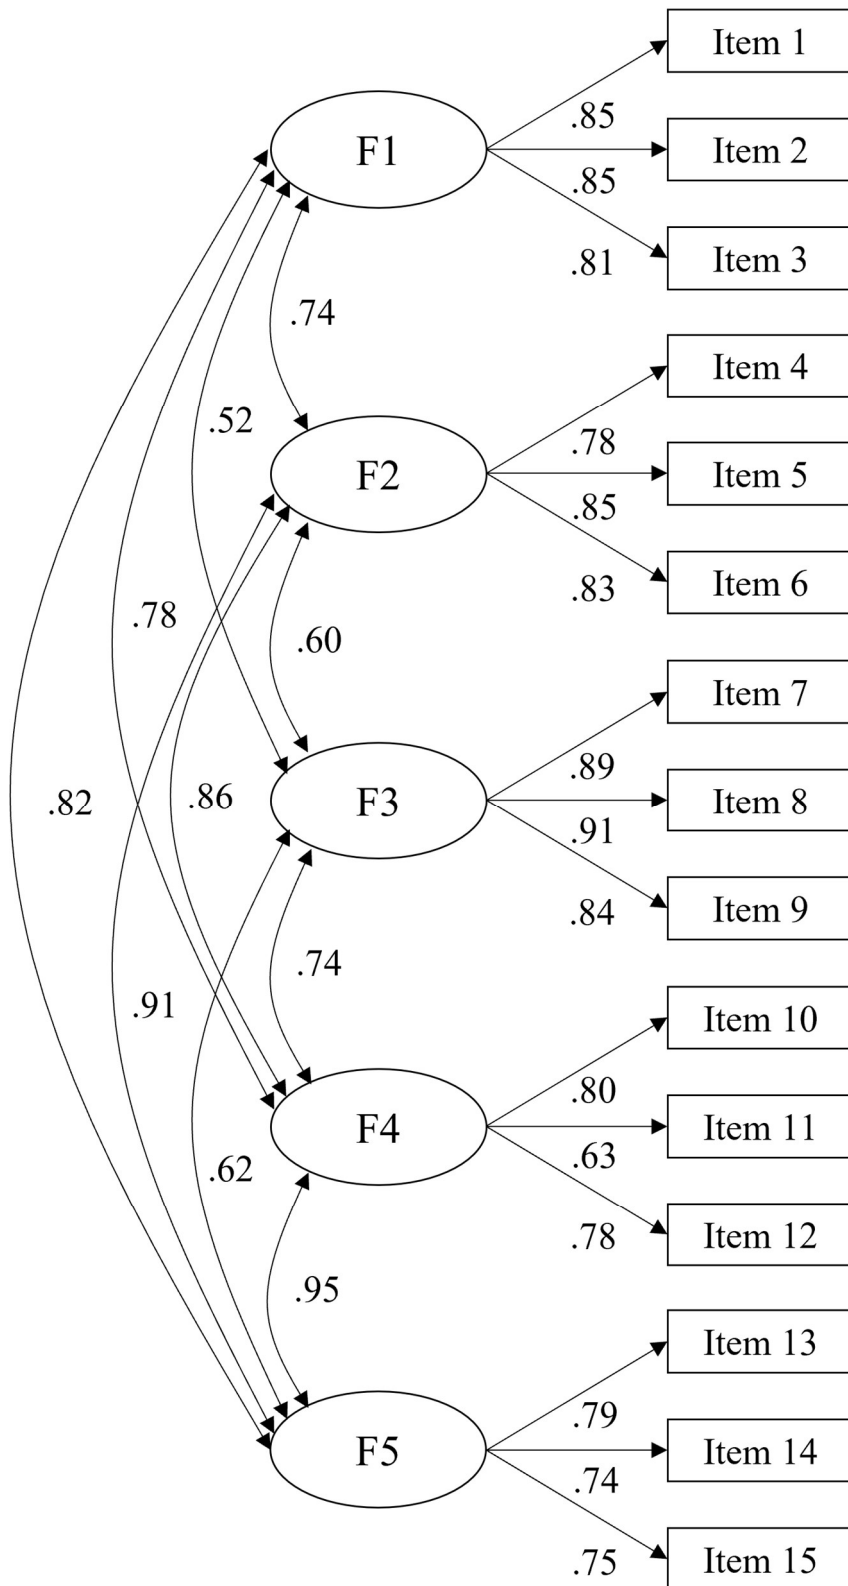 Item 1
.85
F1
Item 2
.85
Item 3
.81
.74
Item 4
.52
.78
F2
Item 5
.85
Item 6
.83
.78
.60
Item 7
.89
.82
.86
F3
Item 8
.91
Item 9
.84
.74
.91
Item 10
.80
F4
Item 11
.63
.62
Item 12
.78
.95
Item 13
.79
F5
Item 14
.74
Item 15
.75